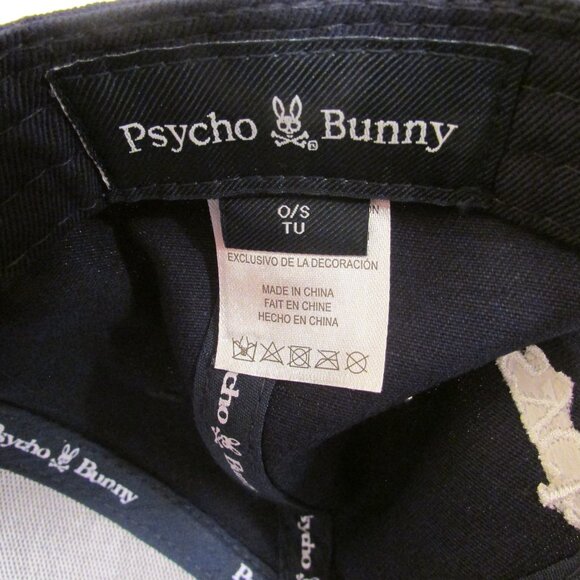 Psycho Bunny
O/S
TU
N
EXCLUSIVO DE LA DECORACIÓN
MADE IN CHINA
FAIT EN CHINE
HECHO EN CHINA
Psycho Bunny
ycho B
psycho